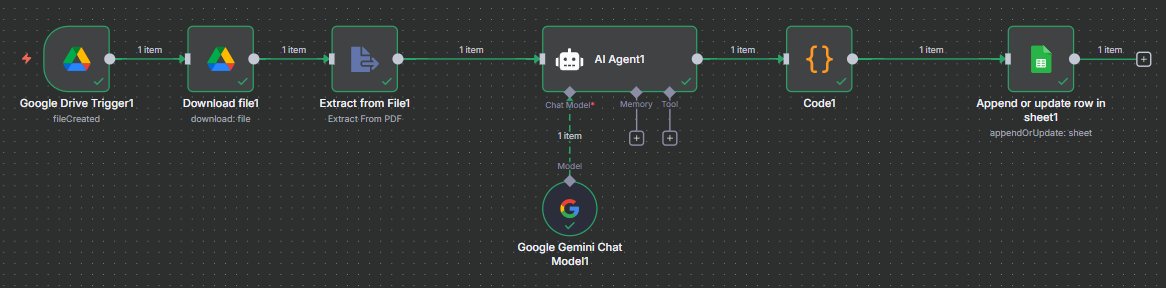 1 item
1 item
1 item
1 item
1 item
1 item
AI Agent1
{}
Google Drive Trigger1
fileCreated
Download file1
download: file
Extract from File1
Extract From PDF
Chat Model*
Memory
Tool
Code1
Append or update row in
sheet1
appendOrUpdate: sheet
1 item
Model
Google Gemini Chat
Model1